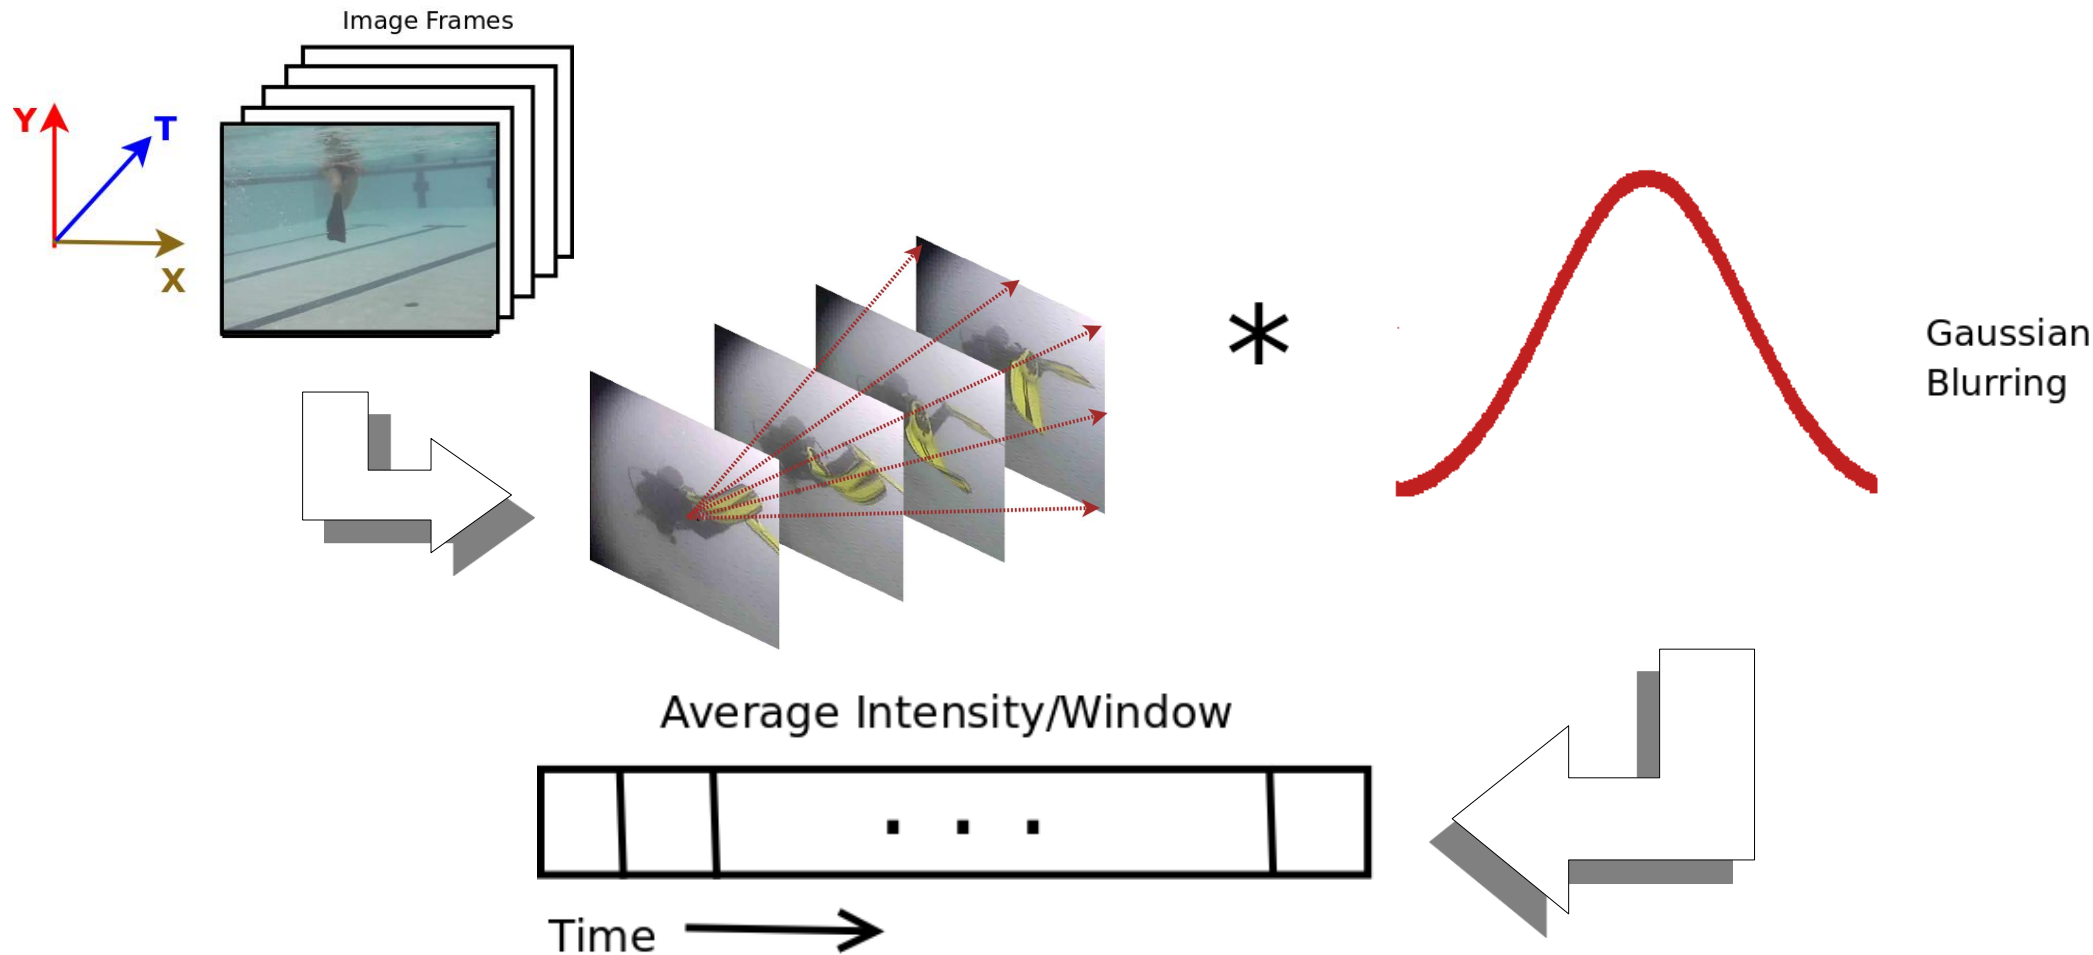 Image Frames
Y
T
X
*
Gaussian
Blurring
Average Intensity/Window
. . .
Time